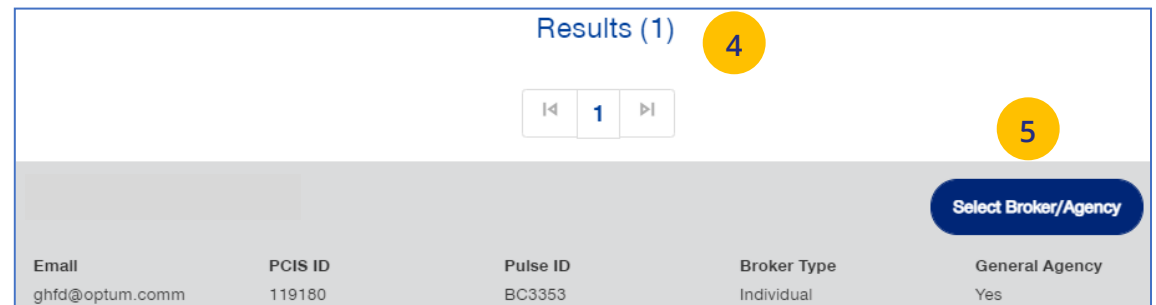 Results (1)
4
1
5
Select Broker/Agency
Email PCIS ID Pulse ID Broker Type General Agency
ghfd@optum.comm 119180 BC3353 Individual Yes